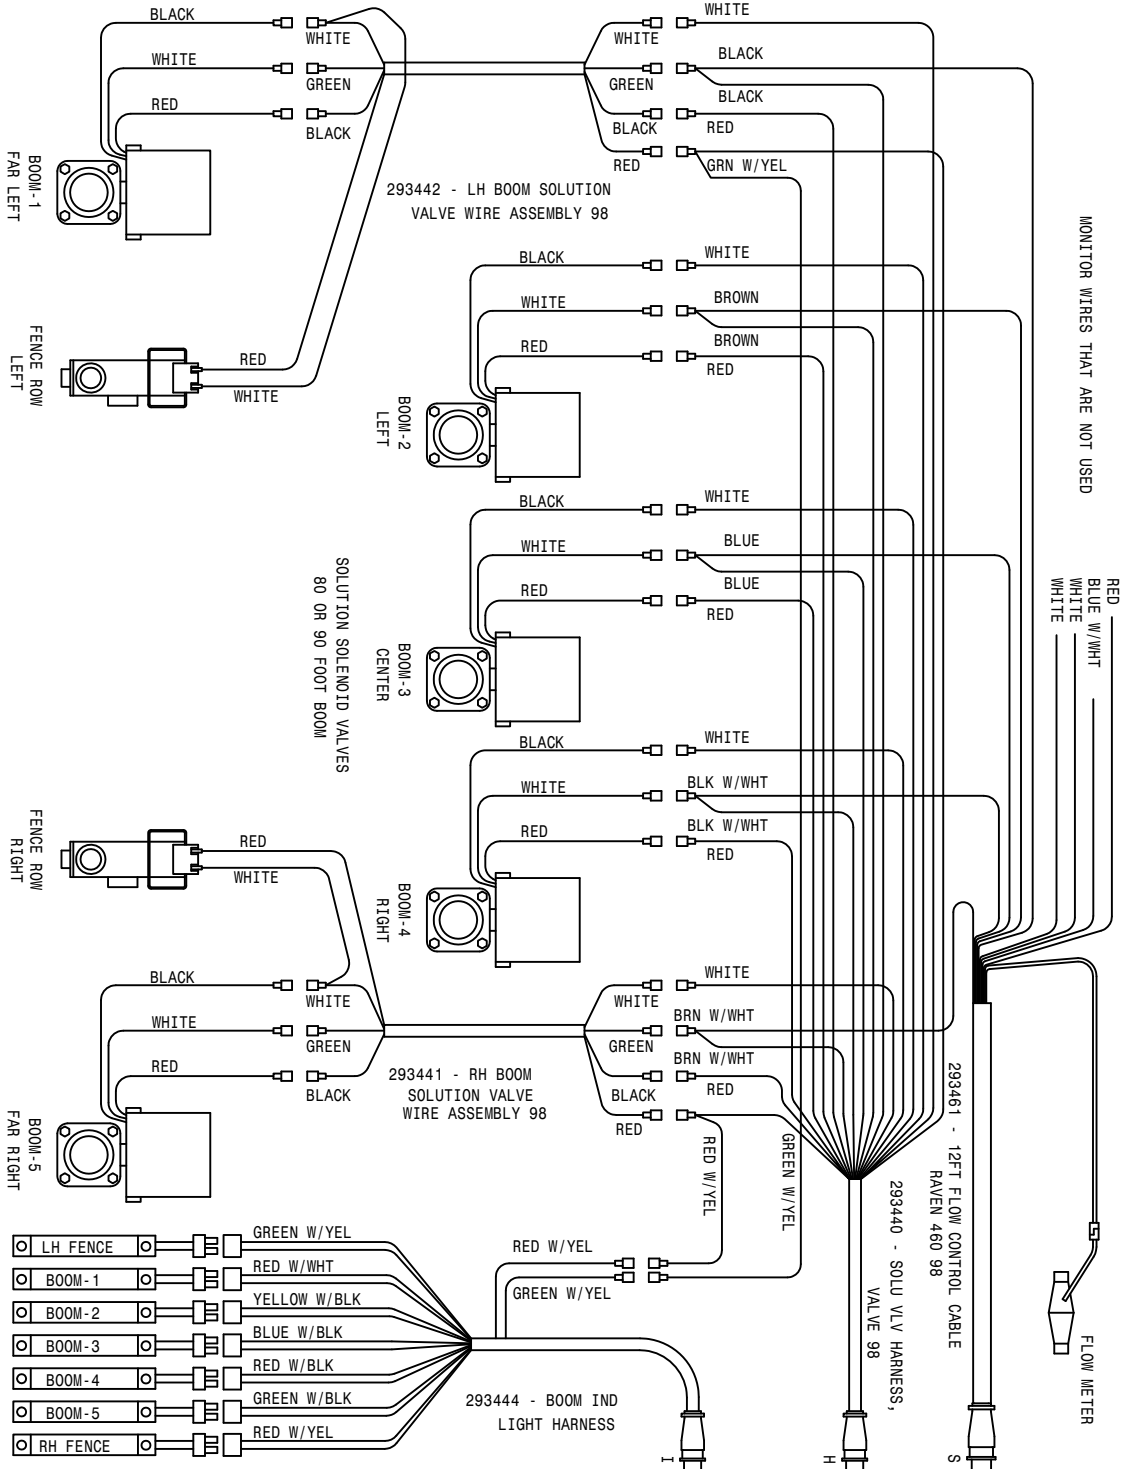 WHITE
BLACK
WHITE
WHITE
BLACK
WHITE
GREEN
GREEN
BLACK
RED
BLACK
BLACK
RED
RED
GRN W/YEL
BOOM-1
FAR LEFT
293442 - LH BOOM SOLUTION
VALVE WIRE ASSEMBLY 98
MONITOR WIRES THAT ARE NOT USED
BLACK
WHITE
WHITE
BROWN
RED
BROWN
RED
FENCE ROW
LEFT
RED
WHITE
BOOM-2
LEFT
BLACK
WHITE
WHITE
BLUE
RED
BLUE
RED
RED
BLUE W/WHT
WHITE
WHITE
SOLUTION SOLENOID VALVES
80 OR 90 FOOT BOOM
BOOM-3
CENTER
BLACK
WHITE
WHITE
BLK W/WHT
RED
BLK W/WHT
RED
FENCE ROW
RIGHT
RED
WHITE
BOOM-4
RIGHT
BLACK
WHITE
WHITE
WHITE
WHITE
GREEN
GREEN
BRN W/WHT
RED
BLACK
BLACK
BRN W/WHT
RED
RED
293441 - RH BOOM
SOLUTION VALVE
WIRE ASSEMBLY 98
BOOM-5
FAR RIGHT
RED W/YEL
GREEN W/YEL
293461 - 12FT FLOW CONTROL CABLE
RAVEN 460 98
293440 - SOLU VLV HARNESS,
VALVE 98
FLOW METER
RED W/YEL
GREEN W/YEL
LH FENCE
GREEN W/YEL
BOOM-1
RED W/WHT
BOOM-2
YELLOW W/BLK
BOOM-3
BLUE W/BLK
BOOM-4
RED W/BLK
BOOM-5
GREEN W/BLK
RH FENCE
RED W/YEL
293444 - BOOM IND
LIGHT HARNESS
I
H
S